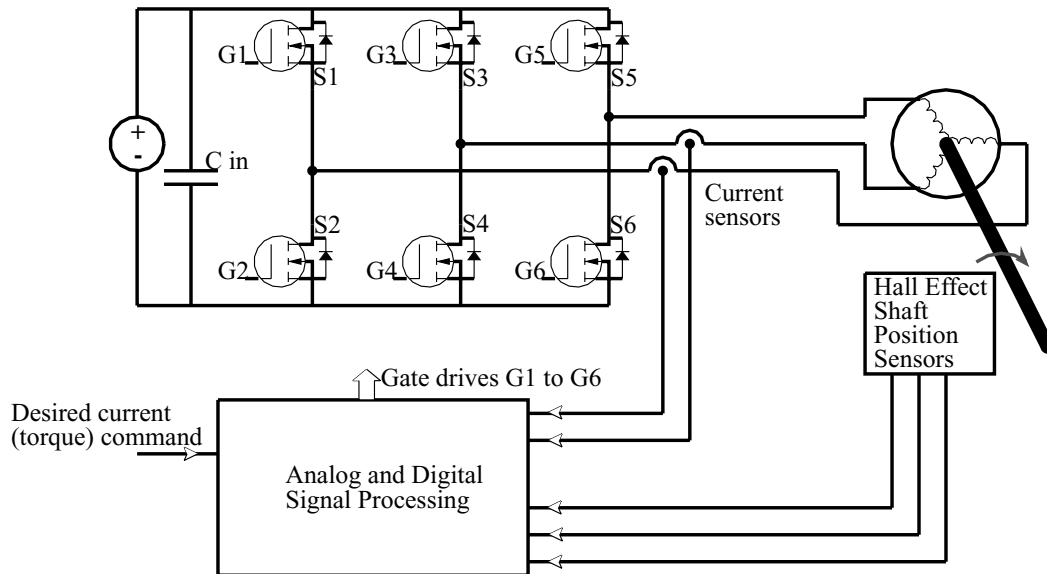 G1
S1
G3
S3
G5
S5
+
-
C in
Current
sensors
S2
G2
S4
G4
S6
G6
Hall Effect
Shaft
Position
Sensors
Gate drives G1 to G6
Desired current
(torque) command
Analog and Digital
Signal Processing